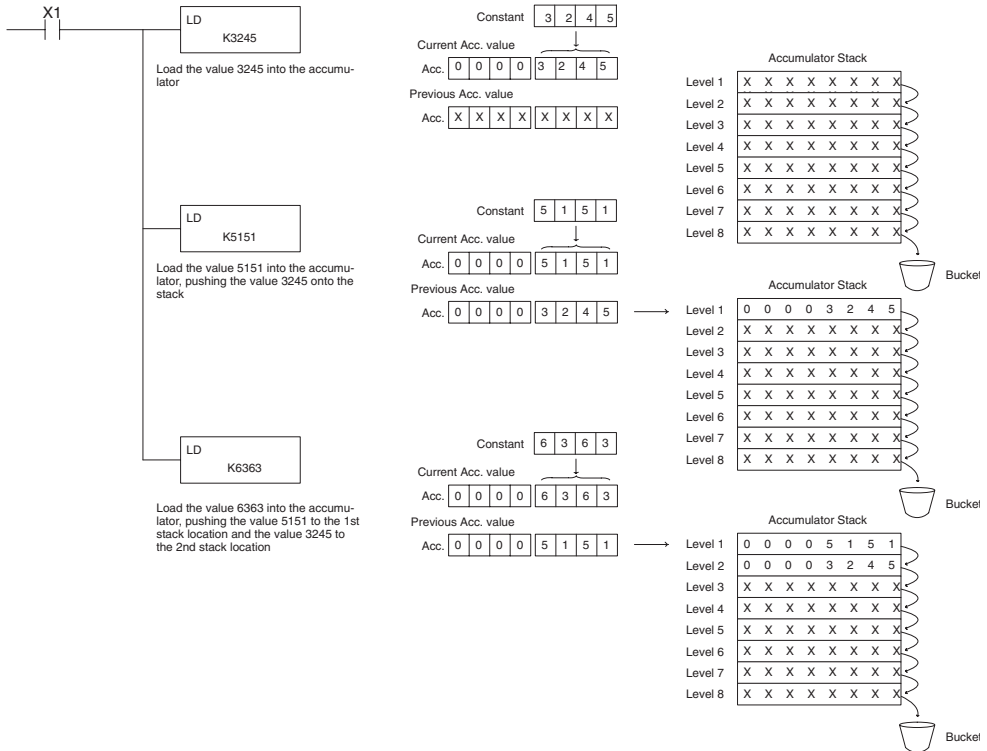 X1
LD
K3245
Load the value 3245 into the accumu-
lator
Constant 3 2 4 5
Current Acc. value
Acc. 0 0 0 0 3 2 4 5
Previous Acc. value
Acc. X X X X X X X X
Accumulator Stack
Level 1 X X X X X X X X
Level 2 X X X X X X X X
Level 3 X X X X X X X X
Level 4 X X X X X X X X
Level 5 X X X X X X X X
Level 6 X X X X X X X X
Level 7 X X X X X X X X
Level 8 X X X X X X X X
Bucket
LD
K5151
Load the value 5151 into the accumu-
lator, pushing the value 3245 onto the
stack
Constant 5 1 5 1
Current Acc. value
Acc. 0 0 0 0 5 1 5 1
Previous Acc. value
Acc. 0 0 0 0 3 2 4 5
Accumulator Stack
Level 1 0 0 0 0 3 2 4 5
Level 2 X X X X X X X X
Level 3 X X X X X X X X
Level 4 X X X X X X X X
Level 5 X X X X X X X X
Level 6 X X X X X X X X
Level 7 X X X X X X X X
Level 8 X X X X X X X X
Bucket
LD
K6363
Load the value 6363 into the accumu-
lator, pushing the value 5151 to the 1st
stack location and the value 3245 to
the 2nd stack location
Constant 6 3 6 3
Current Acc. value
Acc. 0 0 0 0 6 3 6 3
Previous Acc. value
Acc. 0 0 0 0 5 1 5 1
Accumulator Stack
Level 1 0 0 0 0 5 1 5 1
Level 2 0 0 0 0 3 2 4 5
Level 3 X X X X X X X X
Level 4 X X X X X X X X
Level 5 X X X X X X X X
Level 6 X X X X X X X X
Level 7 X X X X X X X X
Level 8 X X X X X X X X
Bucket